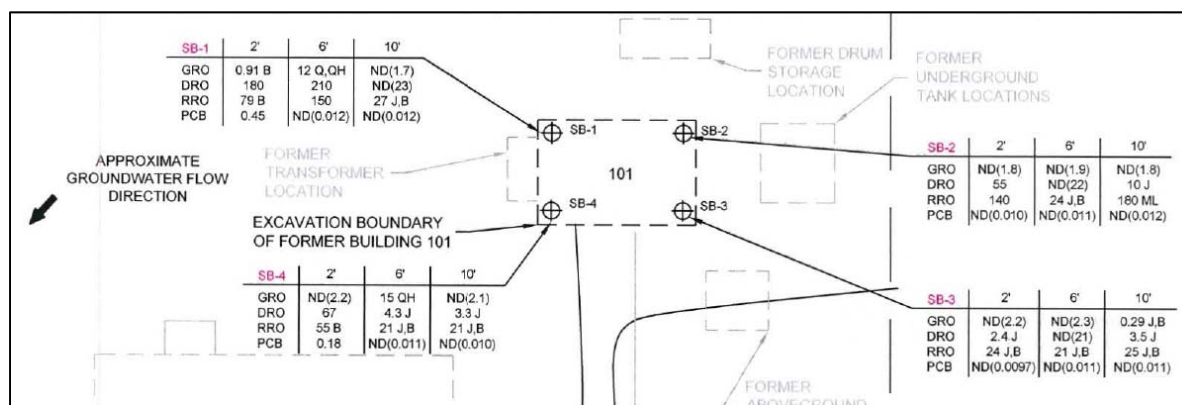 SB-1 2' 6' 10'
GRO 0.91 B 12 Q,QH ND(1.7)
DRO 180 210 ND(23)
RRO 79 B 150 27 J,B
PCB 0.45 ND(0.012) ND(0.012)
FORMER DRUM
STORAGE
LOCATION
FORMER
UNDERGROUND
TANK LOCATIONS
SB-1
SB-2
APPROXIMATE
GROUNDWATER FLOW
DIRECTION
FORMER
TRANSFORMER
LOCATION
101
SB-2 2' 6' 10'
GRO ND(1.8) ND(1.9) ND(1.8)
DRO 55 ND(22) 10 J
RRO 140 24 J,B 180 ML
PCB ND(0.010) ND(0.011) ND(0.012)
SB-4
SB-3
EXCAVATION BOUNDARY
OF FORMER BUILDING 101
SB-4 2' 6' 10'
GRO ND(2.2) 15 QH ND(2.1)
DRO 67 4.3 J 3.3 J
RRO 55 B 21 J,B 21 J,B
PCB 0.18 ND(0.011) ND(0.010)
SB-3 2' 6' 10'
GRO ND(2.2) ND(2.3) 0.29 J,B
DRO 2.4 J ND(21) 3.5 J
RRO 24 J,B 21 J,B 25 J,B
PCB ND(0.0097) ND(0.011) ND(0.011)
FORMER
ABOVEGROUND